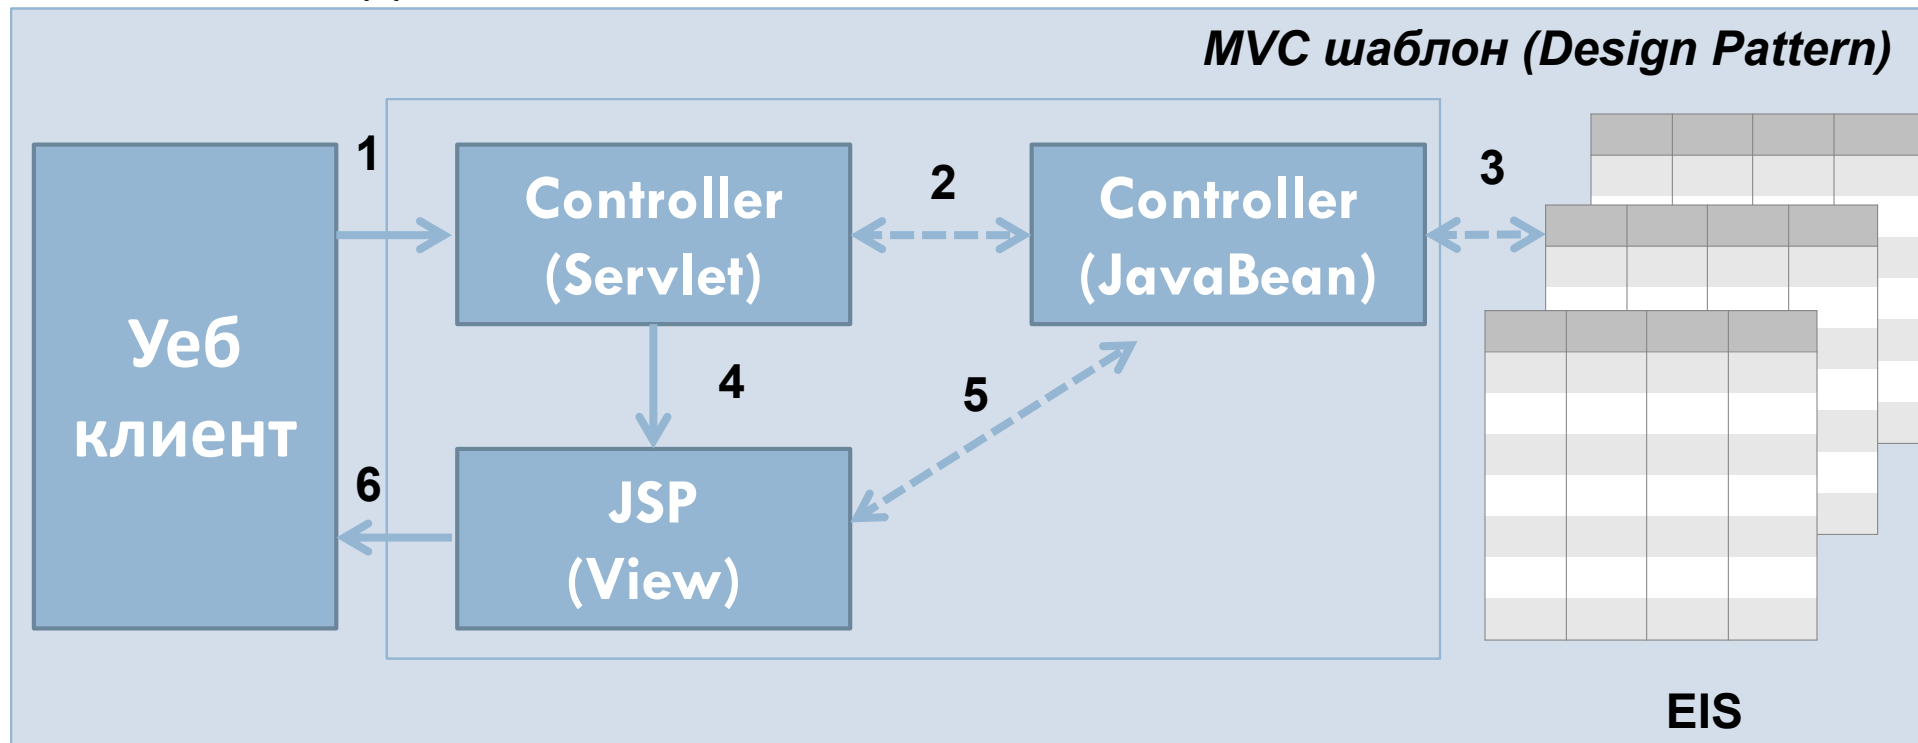 MVC шаблон (Design Pattern)
1
Controller
(Servlet)
2
Controller
(JavaBean)
3
Уеб
клиент
4
5
6
JSP
(View)
EIS